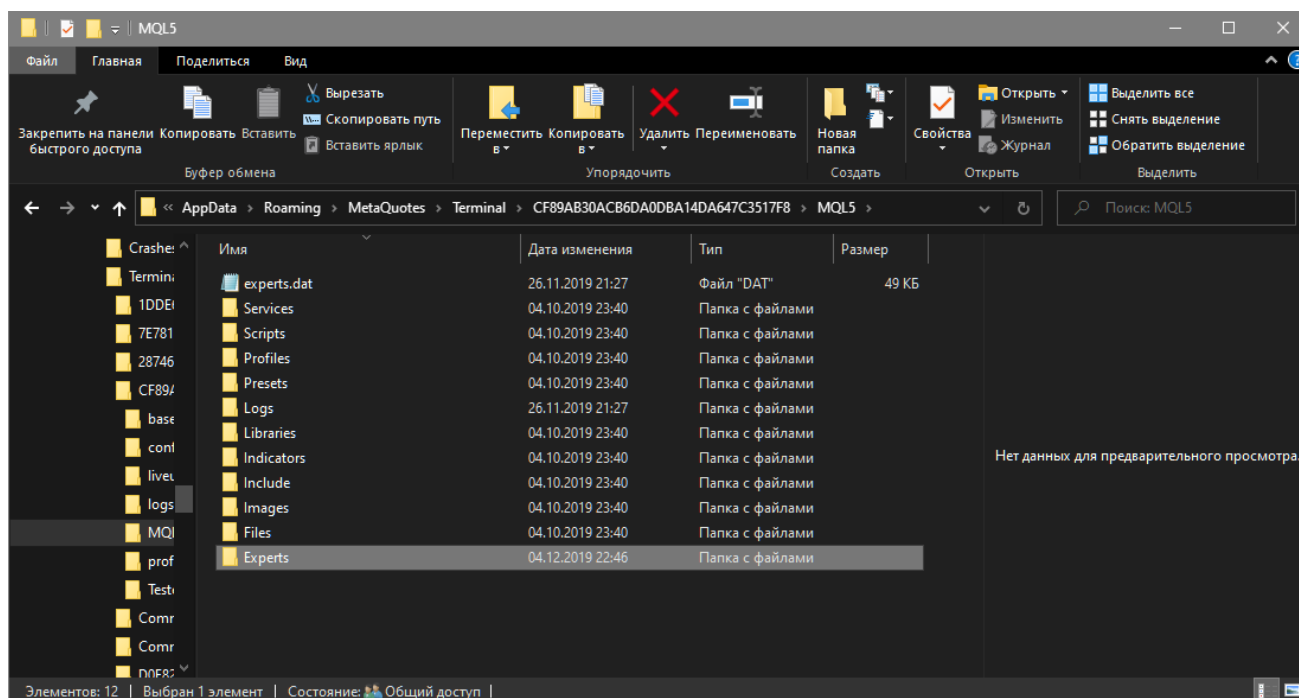 MQL5
Файл Главная Поделиться Вид
Закрепить на панели быстрого доступа
Копировать
Вставить
Вырезать
Скопировать путь
Вставить ярлык
Буфер обмена
Переместить в
Копировать в
Удалить
Переименовать
Упорядочить
Новая папка
Создать
Свойства
Открыть
Изменить
Журнал
Открыть
Выделить все
Снять выделение
Обратить выделение
Выделить
« AppData > Roaming > MetaQuotes > Terminal > CF89AB30ACB6DA0DBA14DA647C3517F8 > MQL5 >
Поиск: MQL5
Crashe
Termin
1DDE
7E781
28746
CF89
base
conf
live
logs
MQ
prof
Test
Comr
Comr
D0F82
Имя Дата изменения Тип Размер
experts.dat 26.11.2019 21:27 Файл "DAT" 49 КБ
Services 04.10.2019 23:40 Папка с файлами
Scripts 04.10.2019 23:40 Папка с файлами
Profiles 04.10.2019 23:40 Папка с файлами
Presets 04.10.2019 23:40 Папка с файлами
Logs 26.11.2019 21:27 Папка с файлами
Libraries 04.10.2019 23:40 Папка с файлами
Indicators 04.10.2019 23:40 Папка с файлами
Include 04.10.2019 23:40 Папка с файлами
Images 04.10.2019 23:40 Папка с файлами
Files 04.10.2019 23:40 Папка с файлами
Experts 04.12.2019 22:46 Папка с файлами
Нет данных для предварительного просмотра.
Элементов: 12 | Выбран 1 элемент | Состояние: Общий доступ |